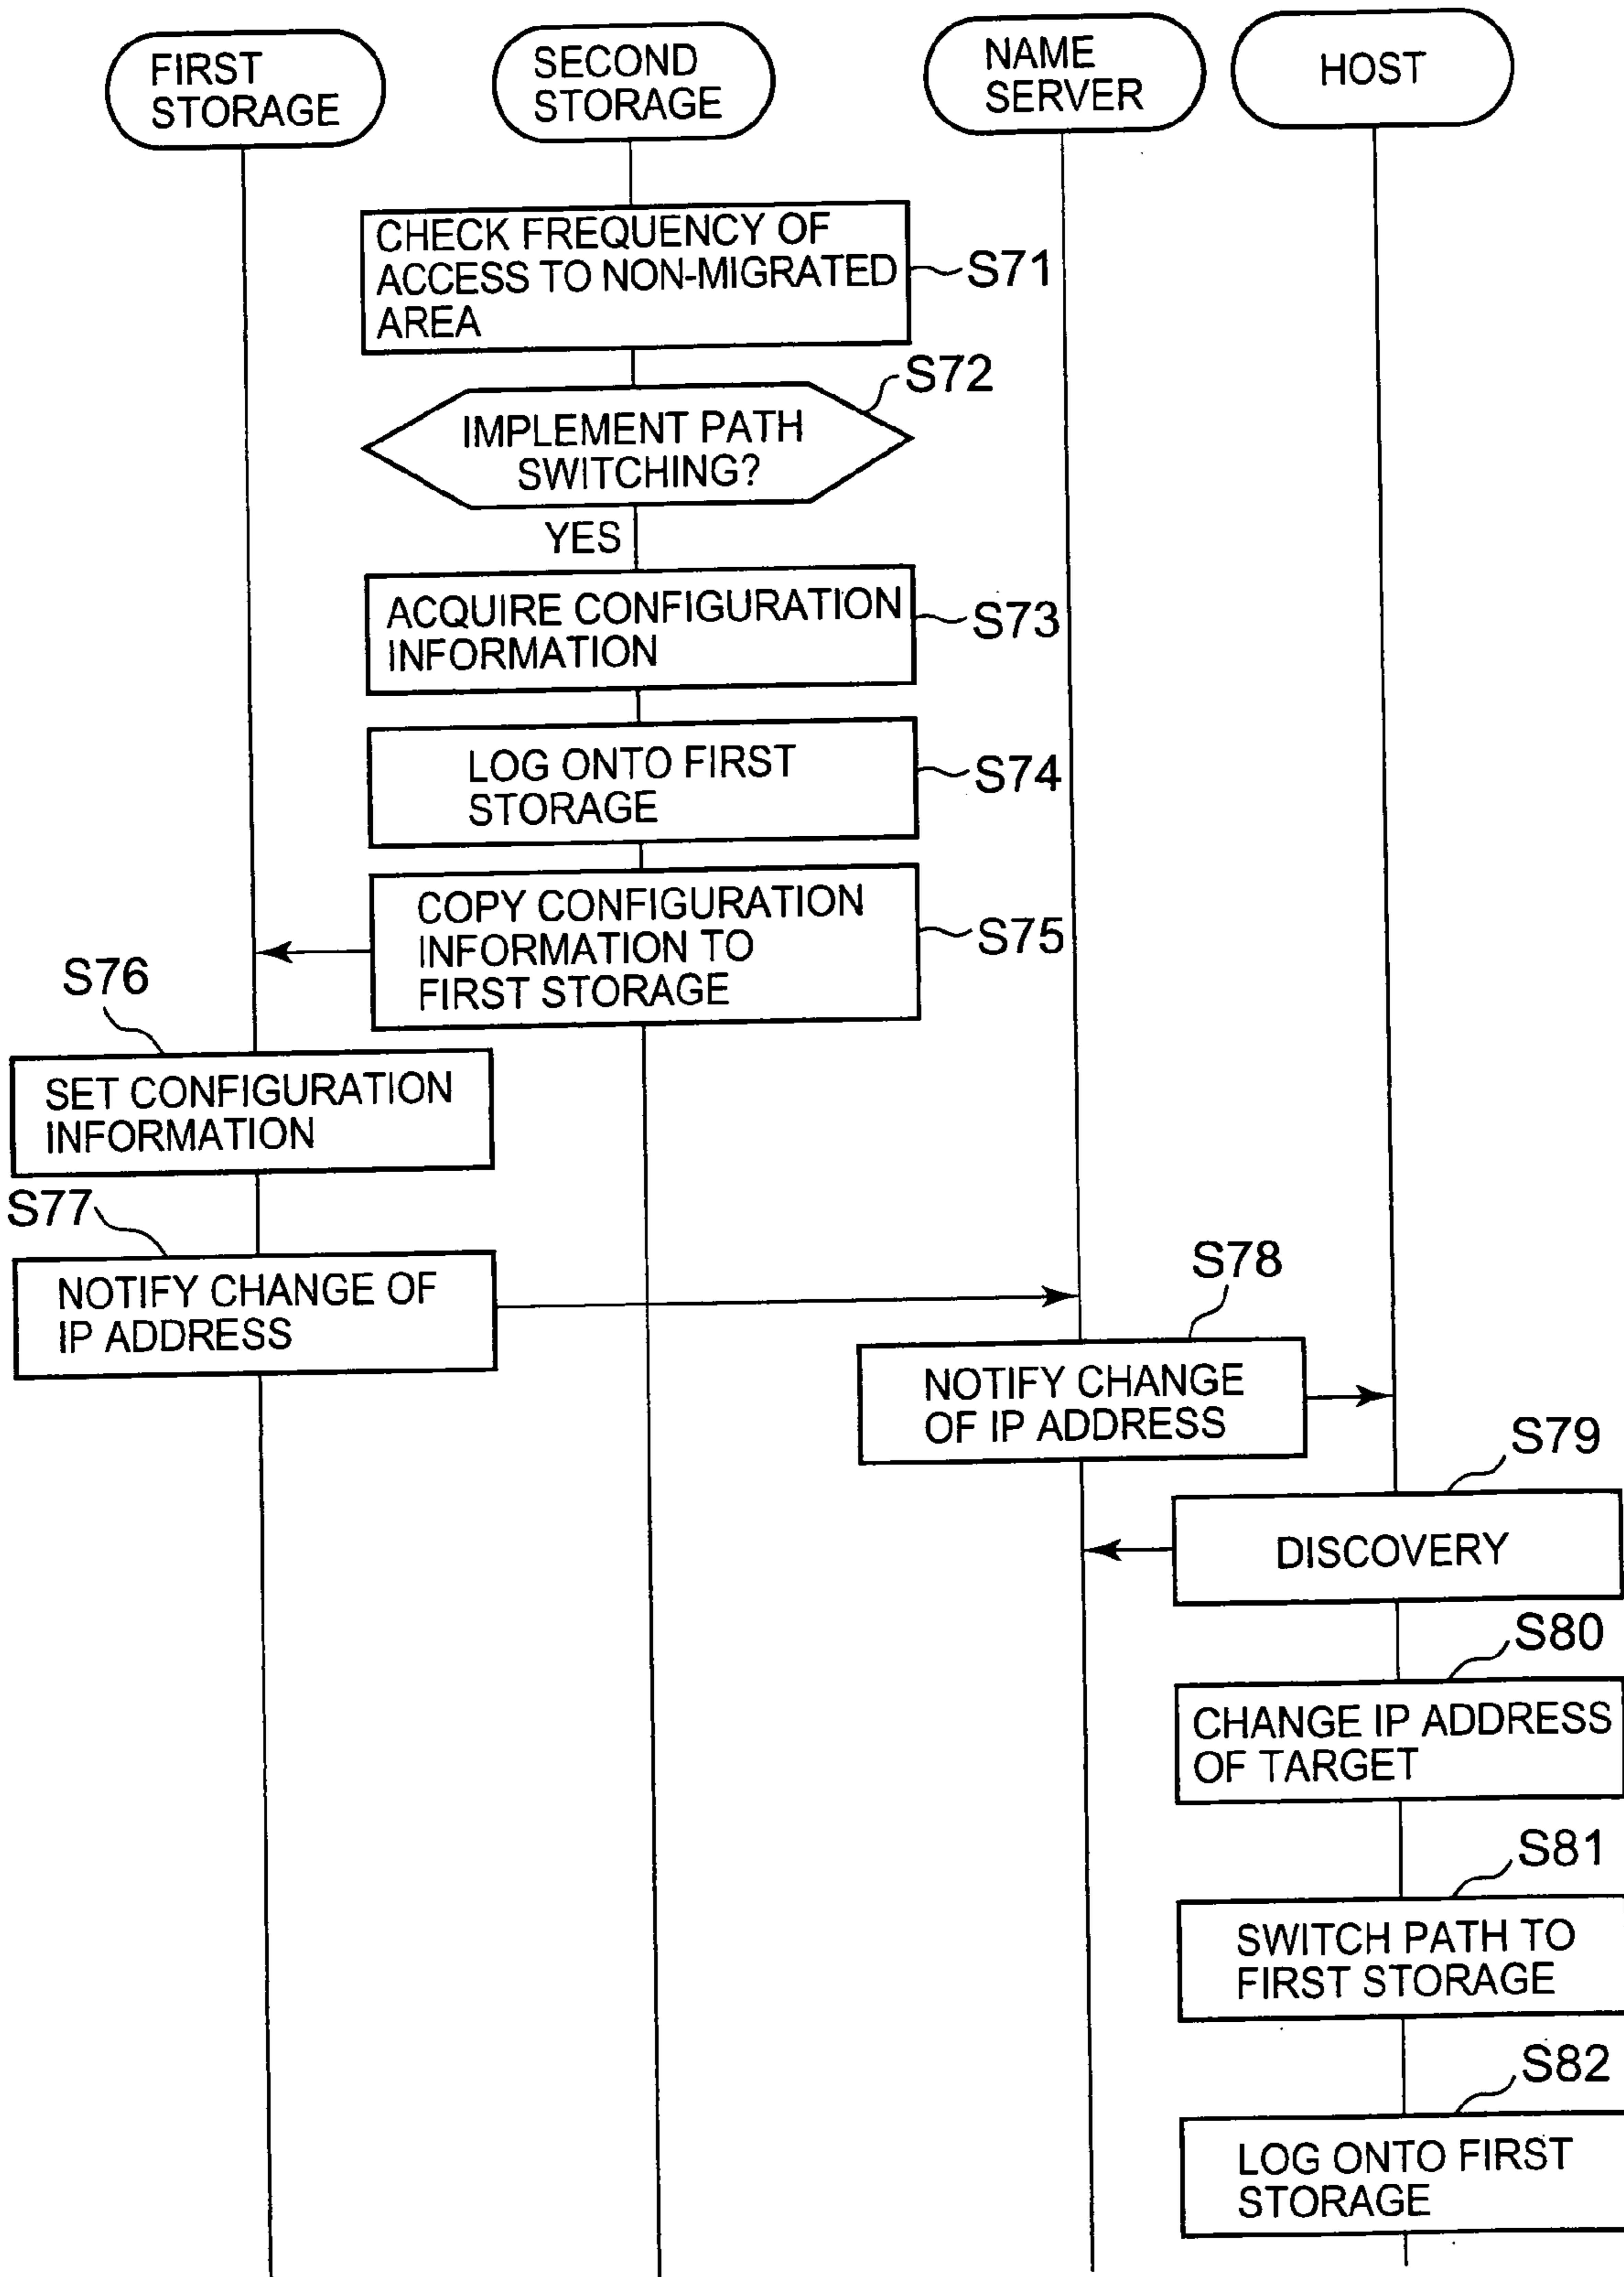 FIRST
STORAGE
SECOND
STORAGE
NAME
SERVER
HOST
CHECK FREQUENCY OF
ACCESS TO NON-MIGRATED
AREA
S71
S72
IMPLEMENT PATH
SWITCHING?
YES
ACQUIRE CONFIGURATION
INFORMATION
S73
LOG ONTO FIRST
STORAGE
S74
COPY CONFIGURATION
INFORMATION TO
FIRST STORAGE
S75
S76
SET CONFIGURATION
INFORMATION
S77
NOTIFY CHANGE OF
IP ADDRESS
S78
NOTIFY CHANGE
OF IP ADDRESS
S79
DISCOVERY
S80
CHANGE IP ADDRESS
OF TARGET
S81
SWITCH PATH TO
FIRST STORAGE
S82
LOG ONTO FIRST
STORAGE